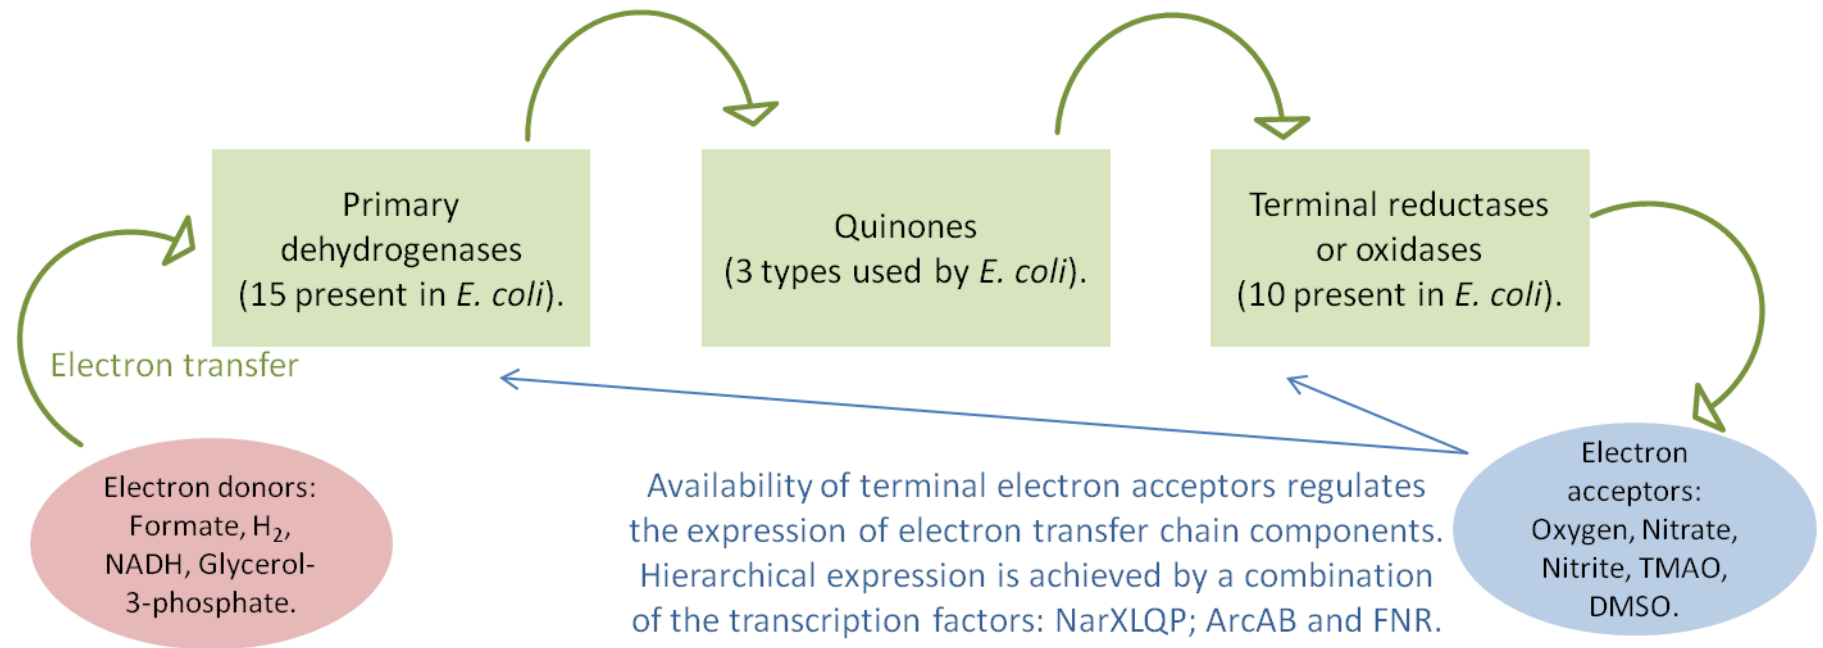 Primary
dehydrogenases
(15 present in E. coli).
Quinones
(3 types used by E. coli).
Terminal reductases
or oxidases
(10 present in E. coli).
Electron transfer
Electron donors:
Formate, H₂,
NADH, Glycerol-
3-phosphate.
Availability of terminal electron acceptors regulates
the expression of electron transfer chain components.
Hierarchical expression is achieved by a combination
of the transcription factors: NarXLQP; ArcAB and FNR.
Electron
acceptors:
Oxygen, Nitrate,
Nitrite, TMAO,
DMSO.